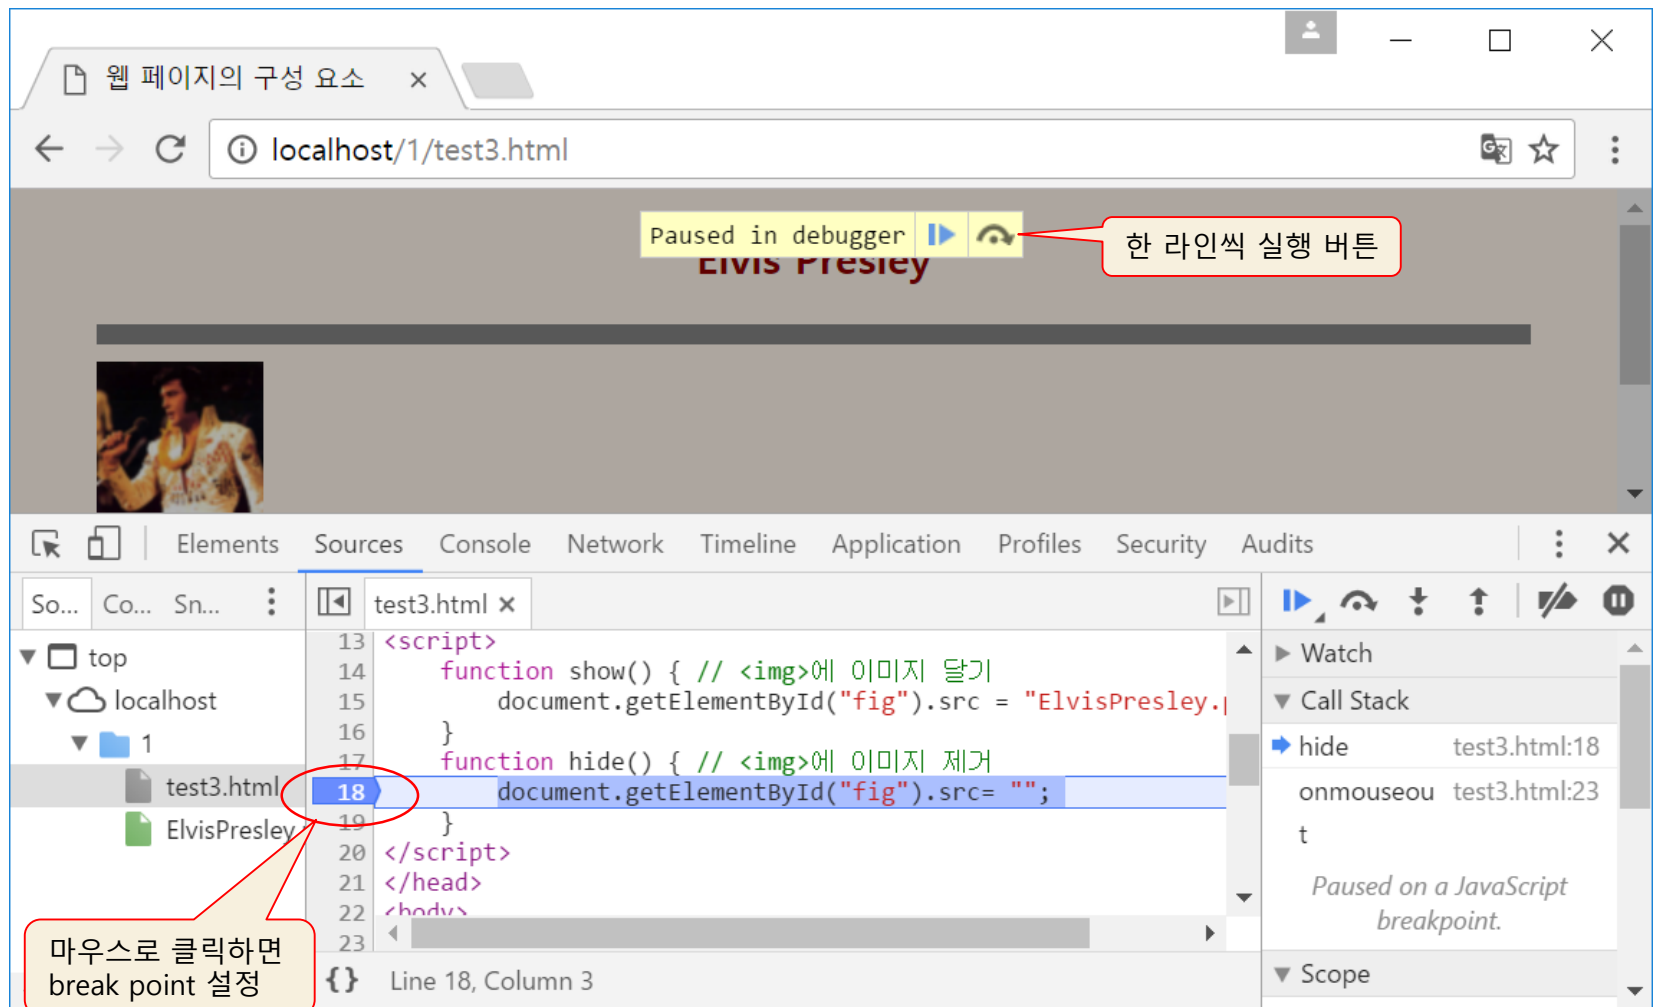 웹 페이지의 구성 요소
localhost/1/test3.html
Paused in debugger
한 라인씩 실행 버튼
Elvis Presley
Elements Sources Console Network Timeline Application Profiles Security Audits
So... Co... Sn...
test3.html
top
localhost
1
test3.html
ElvisPresley
13 <script>
14 function show() { // <img>에 이미지 달기
15 document.getElementById("fig").src = "ElvisPresley.
16 }
17 function hide() { // <img>에 이미지 제거
18 document.getElementById("fig").src= "";
19 }
20 </script>
21 </head>
22 <body>
23
마우스로 클릭하면
break point 설정
{} Line 18, Column 3
Watch
Call Stack
hide test3.html:18
onmouseou test3.html:23
t
Paused on a JavaScript
breakpoint.
Scope